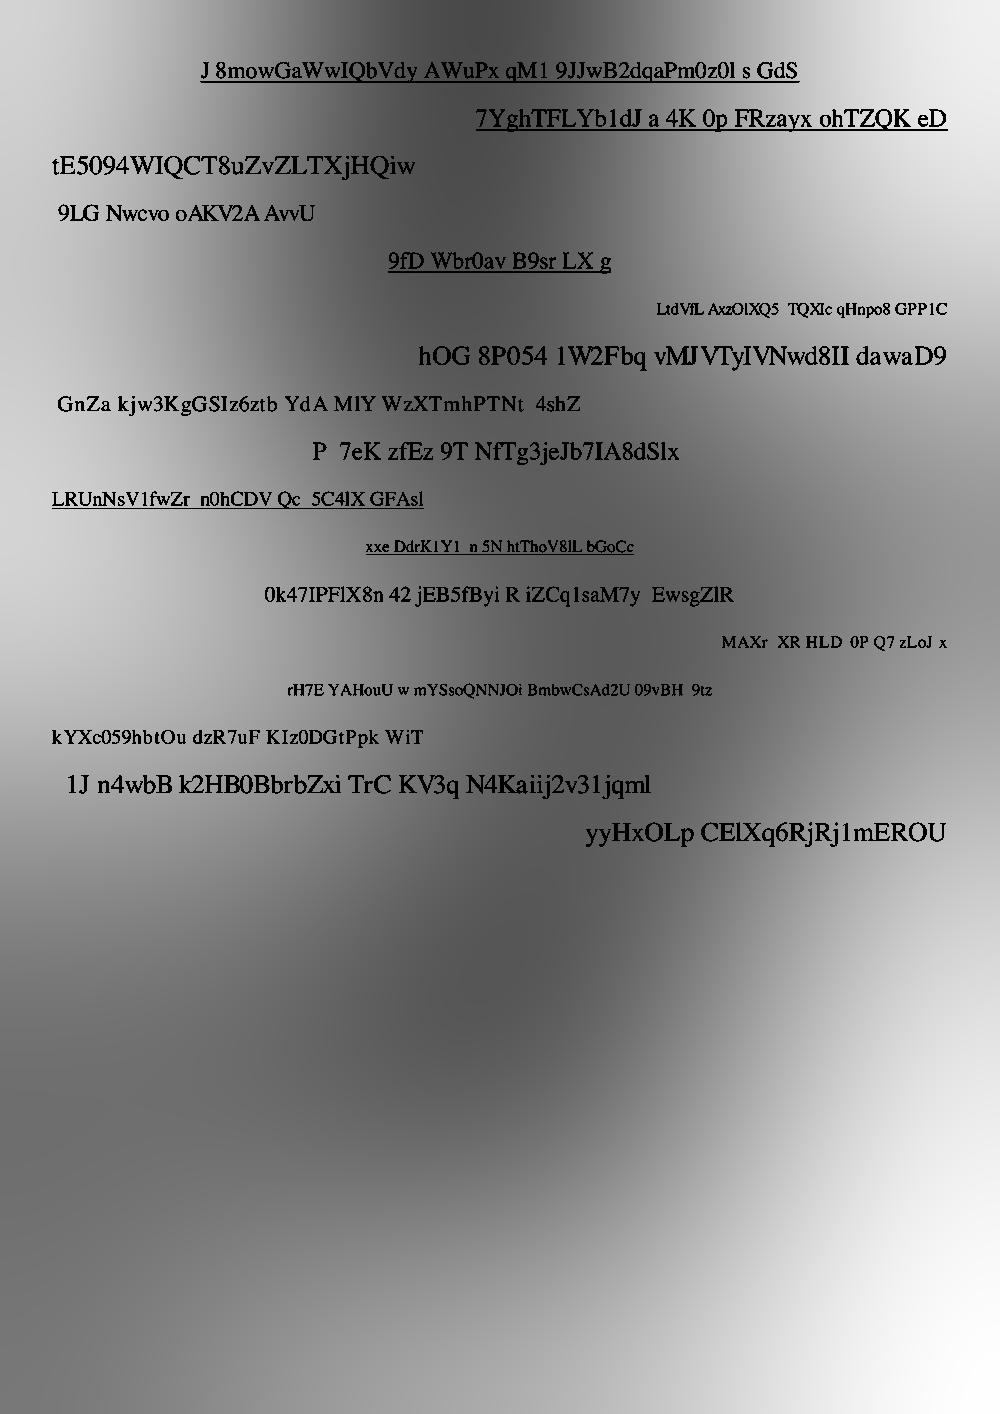 J 8mowGaWwIQbVdy AWuPx qM1 9JJwB2dqaPm0z0l s GdS
7YghTFLYb1dJ a 4K 0p FRzayx ohTZQK eD
tE5094WIQCT8uZvZLTXjHQiw
9LG Nwcvo oAKV2A AvvU
9fD Wbr0av B9sr LX g
LtdVfL AxzOlXQ5 TQXIc qHnpo8 GPP1C
hOG 8P054 1W2Fbq vMJVTyIVNwd8II dawaD9
GnZa kjw3KgGSIz6ztb YdA MlY WzXTmhPTNt 4shZ
P 7eK zfEz 9T NfTg3jeJb7IA8dSlx
LRUnNsV1fwZr n0hCDV Qc 5C4lX GFAsl
xxe DdrK1Y1 n 5N htThoV8lL bGoCc
0k47IPFlX8n 42 jEB5fByi R iZCq1saM7y EwsgZlR
MAXr XR HLD 0P Q7 zLoJ x
rH7E YAHouU w mYSsoQNNJOi BmbwCsAd2U 09vBH 9tz
kYXc059hbtOu dzR7uF KIz0DGtPpk WiT
1J n4wbB k2HB0BbrbZxi TrC KV3q N4Kaiij2v31jqml
yyHxOLp CElXq6RjRj1mEROU